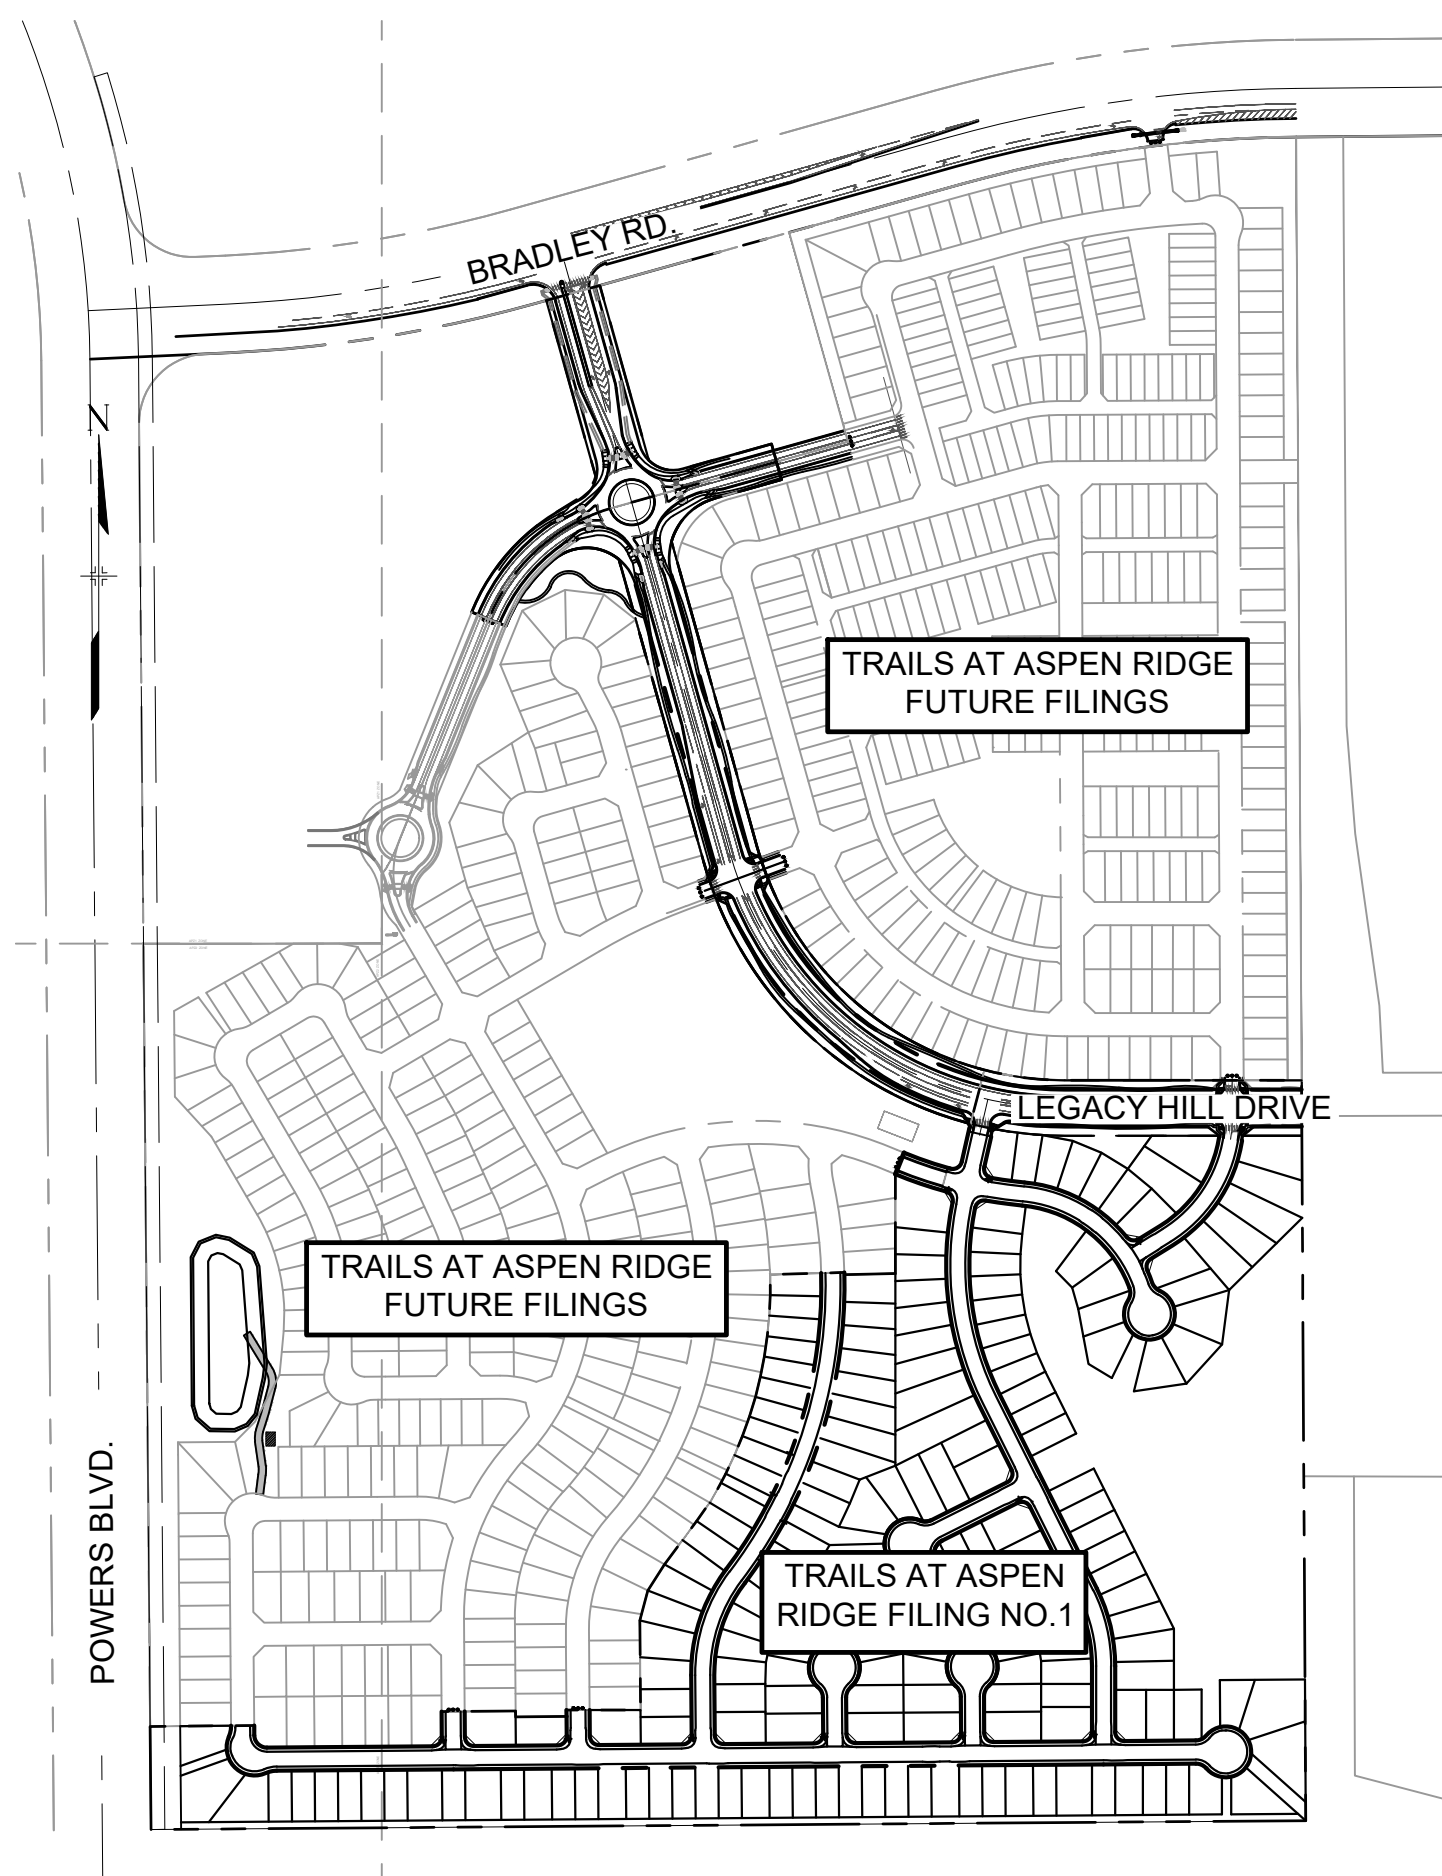 BRADLEY RD.
N
TRAILS AT ASPEN RIDGE
FUTURE FILINGS
LEGACY HILL DRIVE
TRAILS AT ASPEN RIDGE
FUTURE FILINGS
POWERS BLVD.
TRAILS AT ASPEN
RIDGE FILING NO.1